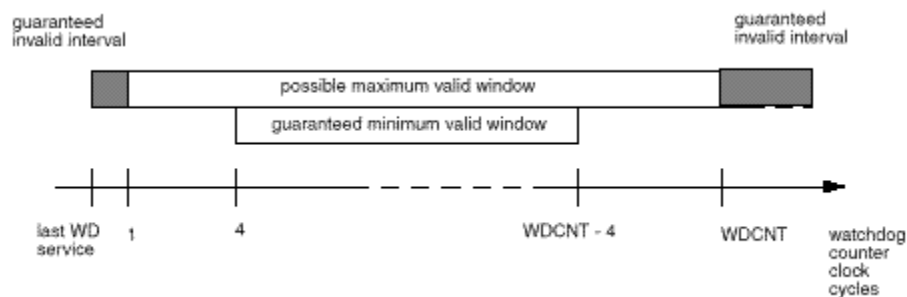 guaranteed
invalid interval
guaranteed
invalid interval
possible maximum valid window
guaranteed minimum valid window
last WD
service
1
4
WDCNT - 4
WDCNT
watchdog
counter
clock
cycles